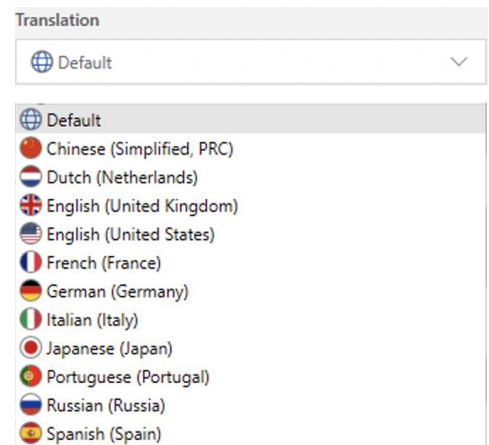 Translation
Default
Default
Chinese (Simplified, PRC)
Dutch (Netherlands)
English (United Kingdom)
English (United States)
French (France)
German (Germany)
Italian (Italy)
Japanese (Japan)
Portuguese (Portugal)
Russian (Russia)
Spanish (Spain)